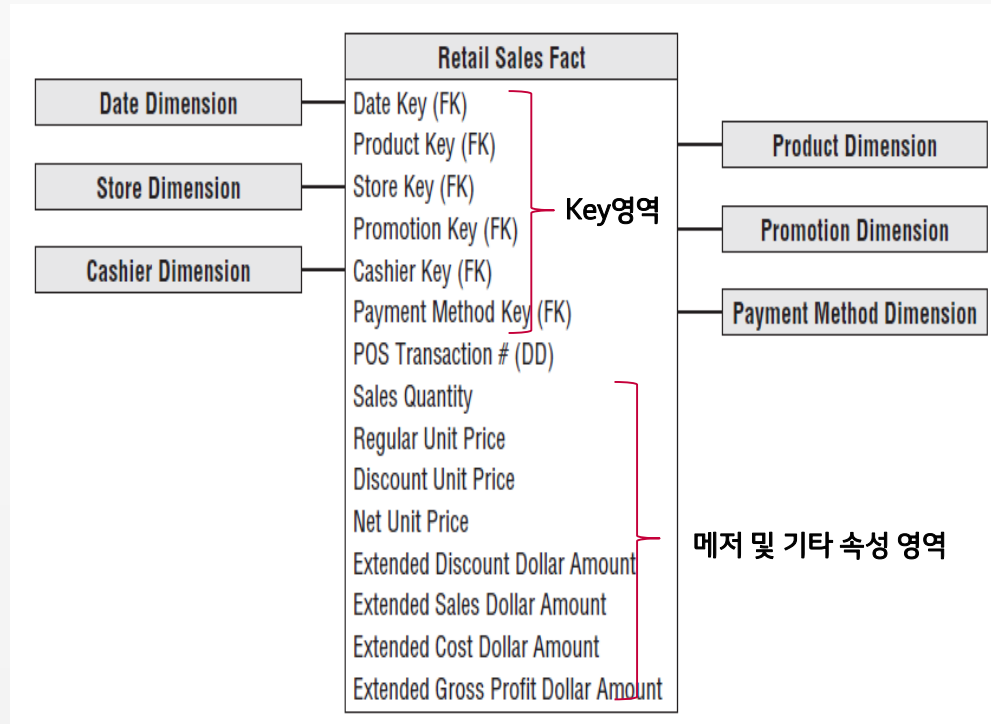 Retail Sales Fact
Date Dimension
Store Dimension
Cashier Dimension
Date Key (FK)
Product Key (FK)
Store Key (FK)
Promotion Key (FK)
Cashier Key (FK)
Payment Method Key (FK)
POS Transaction # (DD)
Sales Quantity
Regular Unit Price
Discount Unit Price
Net Unit Price
Extended Discount Dollar Amount
Extended Sales Dollar Amount
Extended Cost Dollar Amount
Extended Gross Profit Dollar Amount
Key영역
메저 및 기타 속성 영역
Product Dimension
Promotion Dimension
Payment Method Dimension